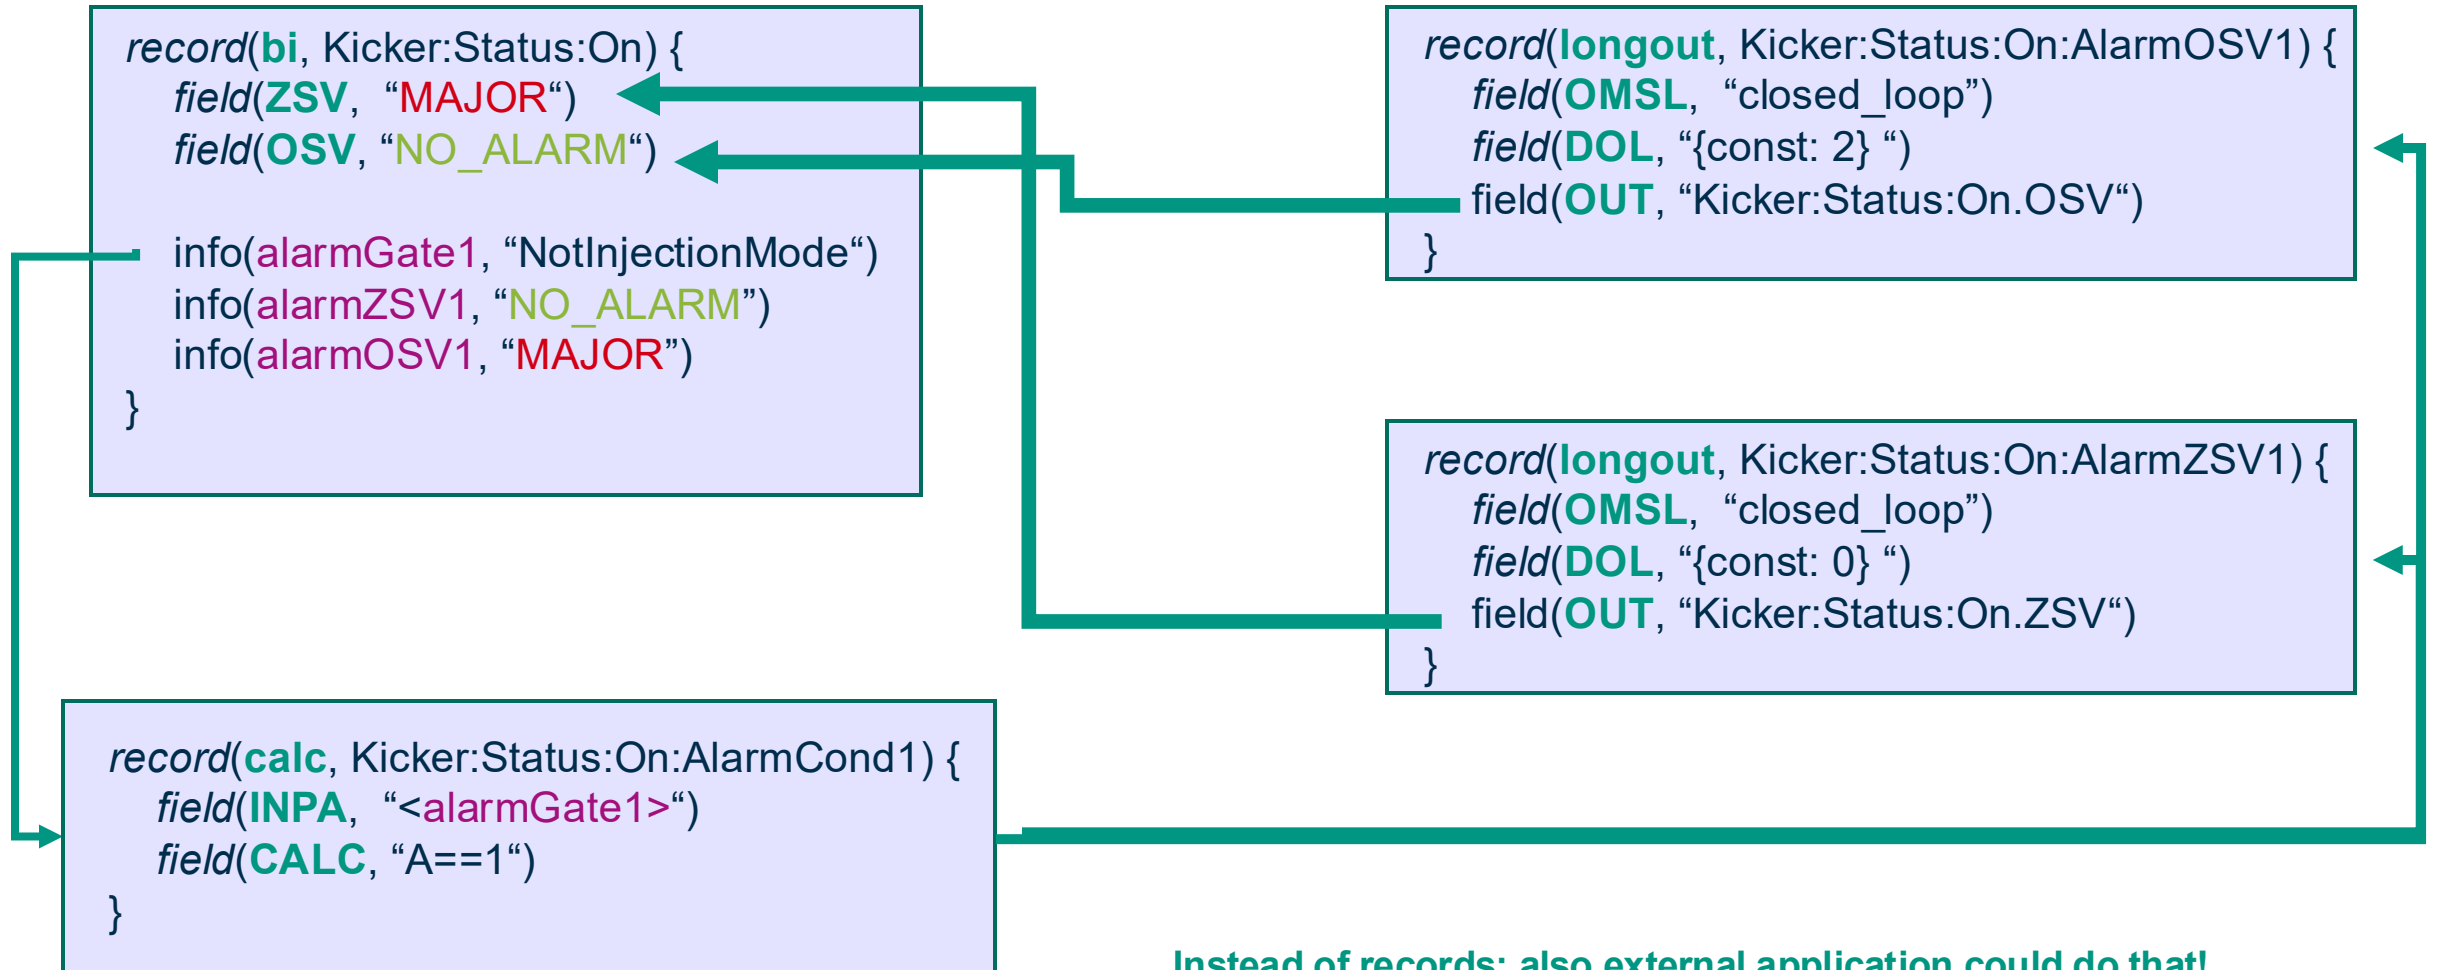 record(bi, Kicker:Status:On) {
field(ZSV, “MAJOR“)
field(OSV, “NO_ALARM“)
info(alarmGate1, “NotInjectionMode“)
info(alarmZSV1, “NO_ALARM”)
info(alarmOSV1, “MAJOR”)
}
record(longout, Kicker:Status:On:AlarmOSV1) {
field(OMSL, “closed_loop”)
field(DOL, “{const: 2} “)
field(OUT, “Kicker:Status:On.OSV“)
}
record(longout, Kicker:Status:On:AlarmZSV1) {
field(OMSL, “closed_loop”)
field(DOL, “{const: 0} “)
field(OUT, “Kicker:Status:On.ZSV“)
}
record(calc, Kicker:Status:On:AlarmCond1) {
field(INPA, “<alarmGate1>“)
field(CALC, “A==1“)
}
Instead of records: also external application could do that!